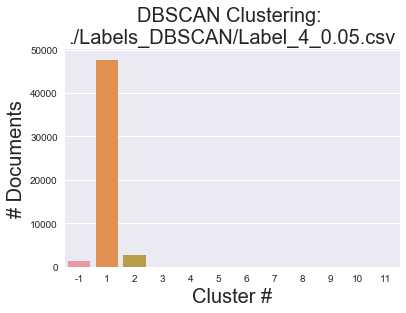 DBSCAN Clustering:
./Labels_DBSCAN/Label_4_0.05.csv
# Documents
50000
40000
30000
20000
10000
0
-1 1 2 3 4 5 6 7 8 9 10 11
Cluster #